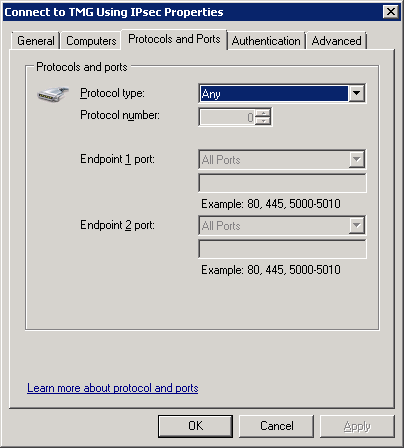 Connect to TMG Using IPsec Properties
General Computers Protocols and Ports Authentication Advanced
Protocols and ports
Protocol type: Any
Protocol number: 0
Endpoint 1 port: All Ports
Example: 80, 445, 5000-5010
Endpoint 2 port: All Ports
Example: 80, 445, 5000-5010
Learn more about protocol and ports
OK Cancel Apply